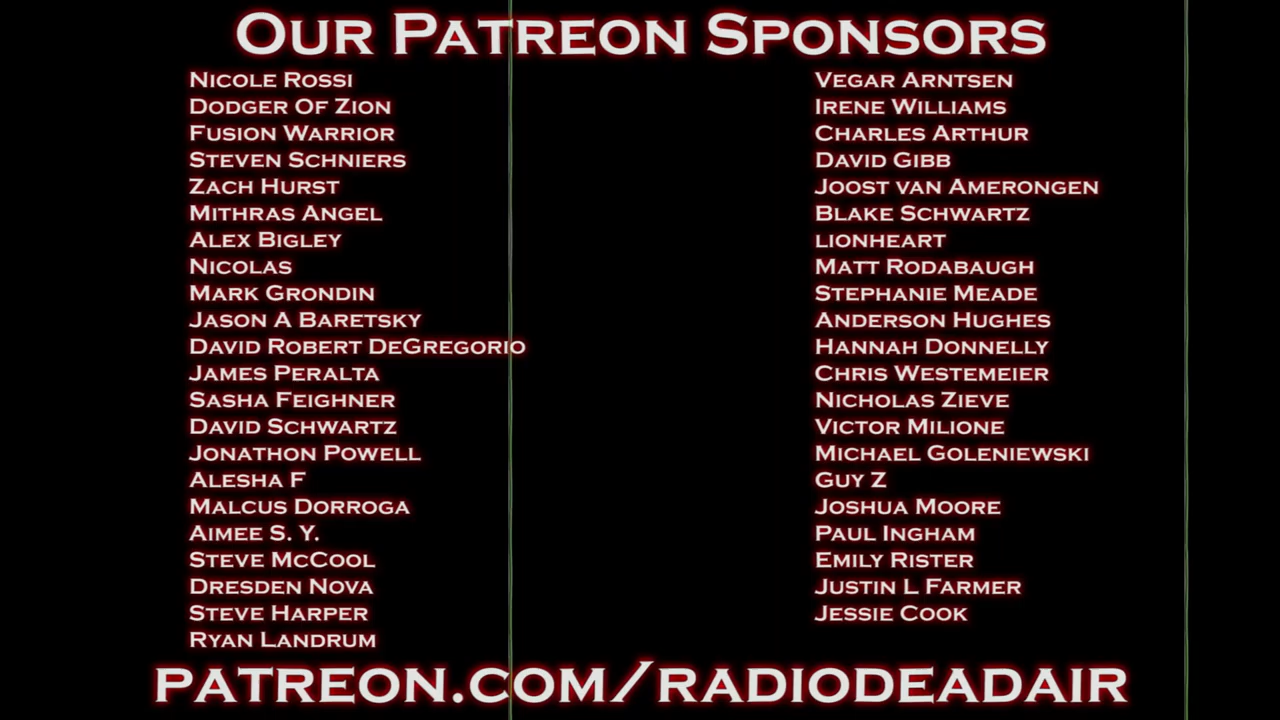 Our Patreon Sponsors
Nicole Rossi
Dodger Of Zion
Fusion Warrior
Steven Schniers
Zach Hurst
Mithras Angel
Alex Bigley
Nicolas
Mark Grondin
Jason A Baretsky
David Robert DeGregorio
James Peralta
Sasha Feighner
David Schwartz
Jonathon Powell
Alesha F
Malcus Dorroga
Aimee S. Y.
Steve McCool
Dresden Nova
Steve Harper
Ryan Landrum
Vegar Arntsen
Irene Williams
Charles Arthur
David Gibb
Joost van Amerongen
Blake Schwartz
lionheart
Matt Rodabaugh
Stephanie Meade
Anderson Hughes
Hannah Donnelly
Chris Westemeier
Nicholas Zieve
Victor Milione
Michael Goleniewski
Guy Z
Joshua Moore
Paul Ingham
Emily Rister
Justin L Farmer
Jessie Cook
patreon.com/radiodeadair